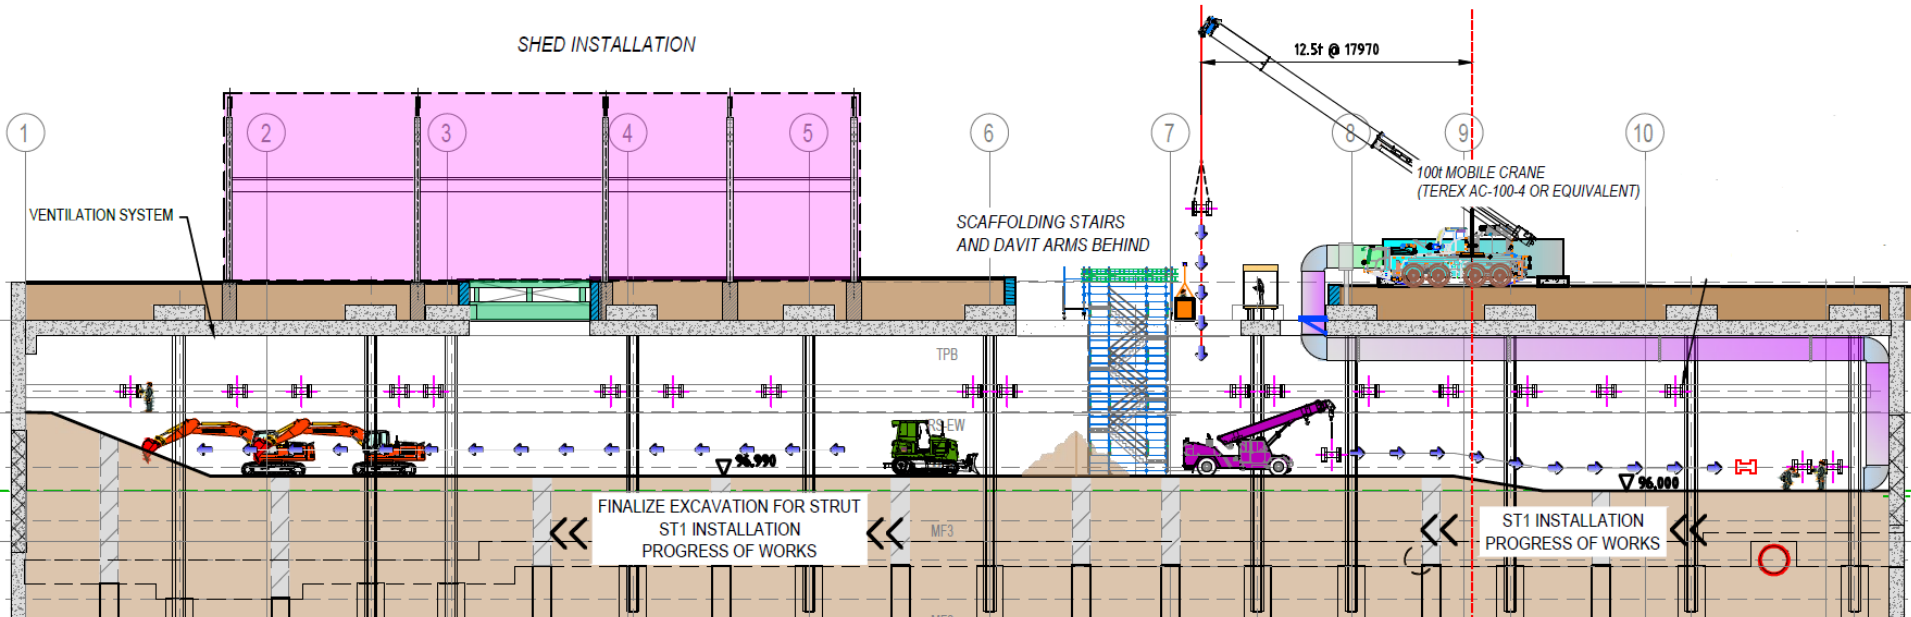 SHED INSTALLATION
12.5t @ 17970
1
2
3
4
5
6
7
8
9
10
100t MOBILE CRANE
(TEREX AC-100-4 OR EQUIVALENT)
VENTILATION SYSTEM
SCAFFOLDING STAIRS
AND DAVIT ARMS BEHIND
TPB
RS-EW
96,990
96,000
FINALIZE EXCAVATION FOR STRUT
ST1 INSTALLATION
PROGRESS OF WORKS
MF3
ST1 INSTALLATION
PROGRESS OF WORKS